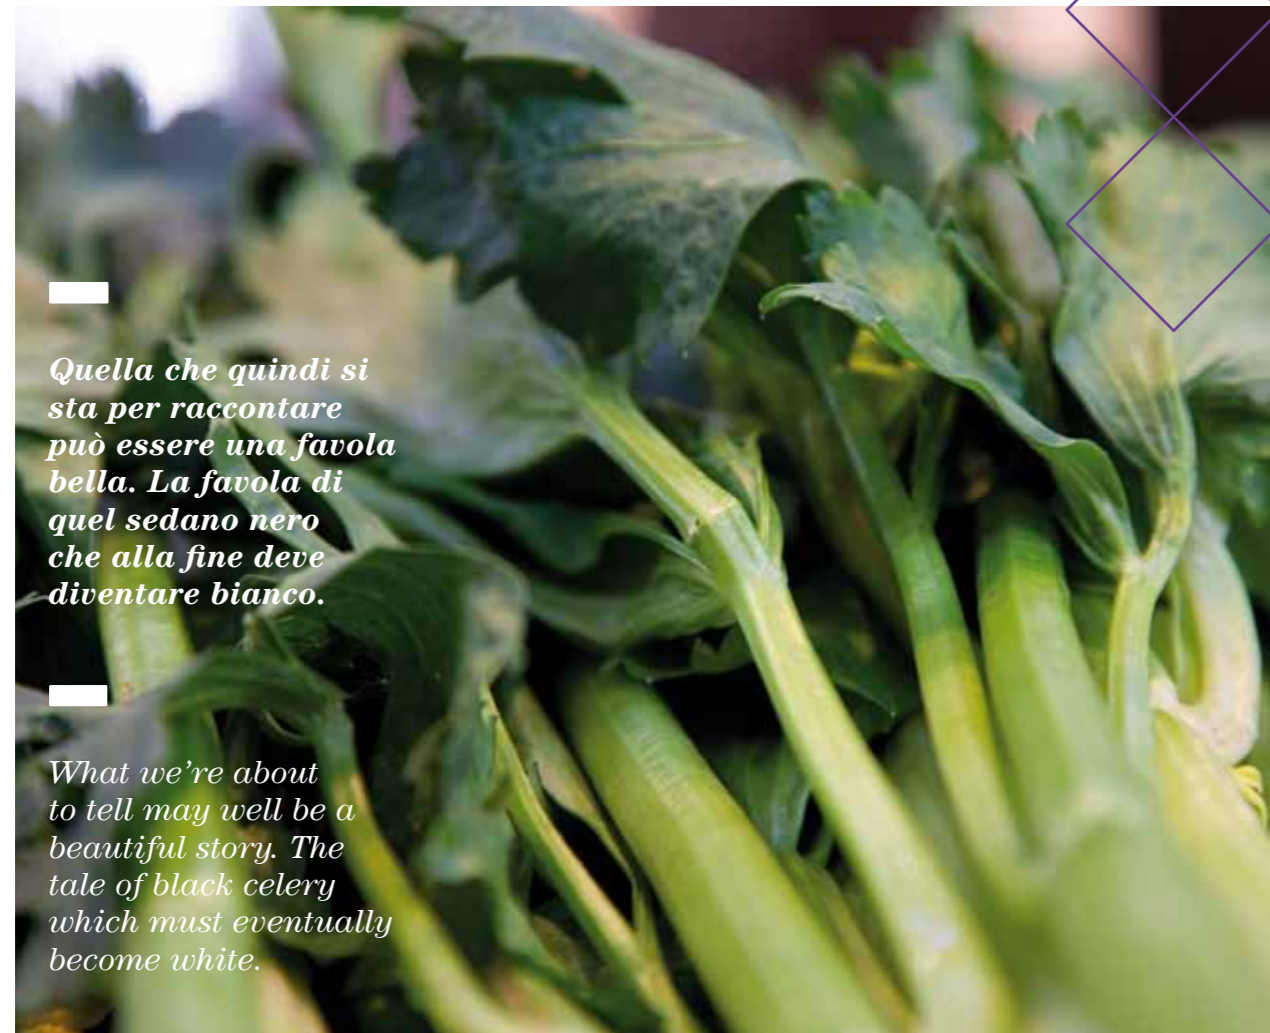 Quella che quindi si
sta per raccontare
può essere una favola
bella. La favola di
quel sedano nero
che alla fine deve
diventare bianco.
What we're about
to tell may well be a
beautiful story. The
tale of black celery
which must eventually
become white.